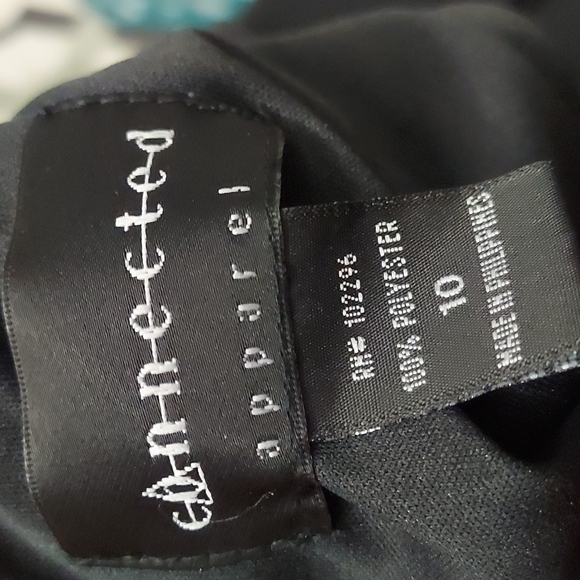 connected
apparel
RN# 102296
100% POLYESTER
10
MADE IN PHILIPPINES